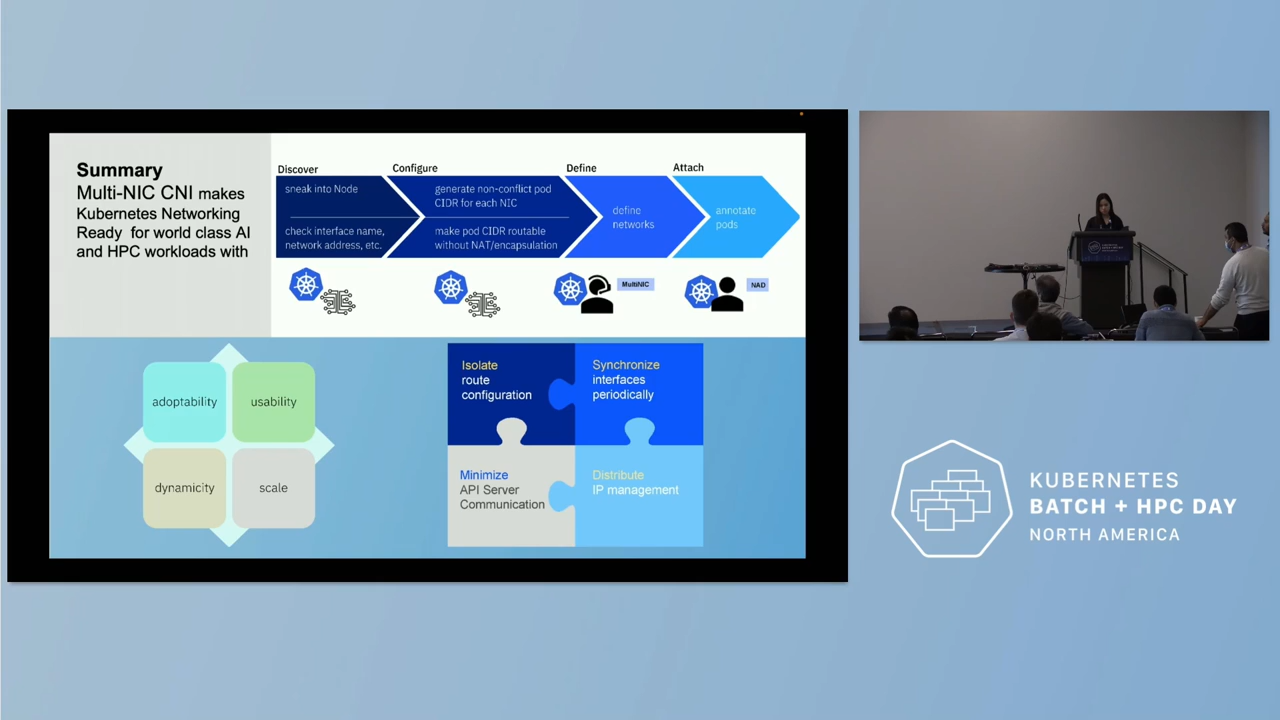 Summary
Multi-NIC CNI makes
Kubernetes Networking
Ready for world class AI
and HPC workloads with
Discover
sneak into Node
check interface name,
network address, etc.
Configure
generate non-conflict pod
CIDR for each NIC
make pod CIDR routable
without NAT/encapsulation
Define
define
networks
Attach
annotate
pods
MultiNIC
NAD
adoptability
usability
dynamicity
scale
Isolate
route
configuration
Synchronize
interfaces
periodically
Minimize
API Server
Communication
Distribute
IP management
KUBERNETES
BATCH + HPC DAY
NORTH AMERICA